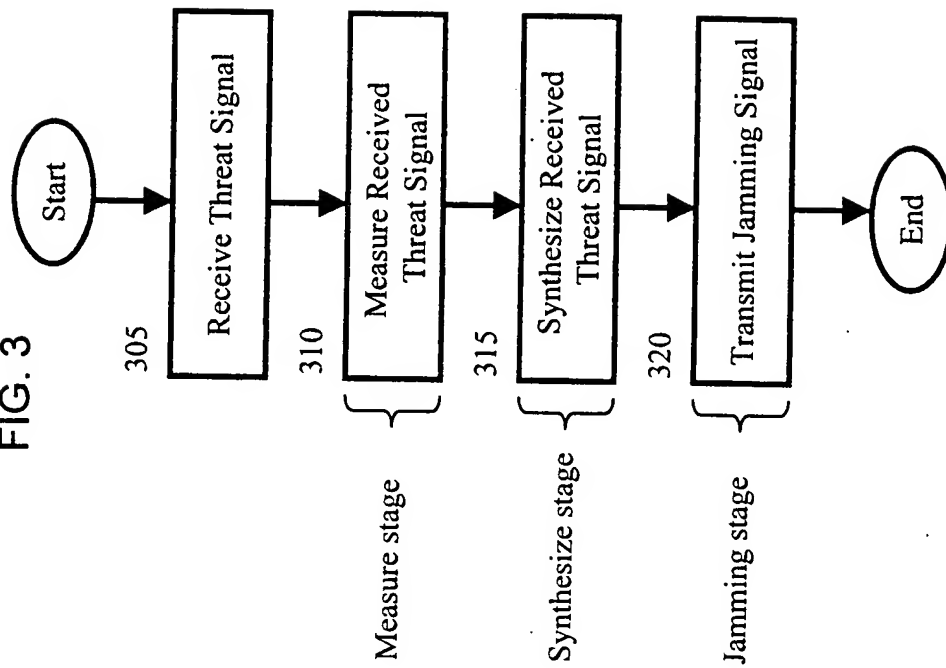 FIG. 3
Start
305
Receive Threat Signal
310
Measure Received
Threat Signal
Measure stage
315
Synthesize Received
Threat Signal
Synthesize stage
320
Transmit Jamming Signal
Jamming stage
End